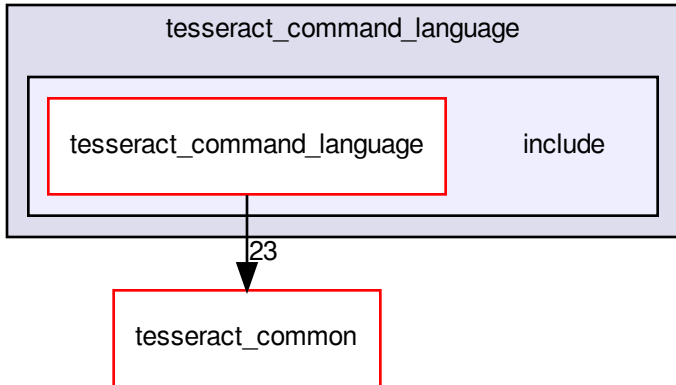 tesseract_command_language
tesseract_command_language
include
23
tesseract_common